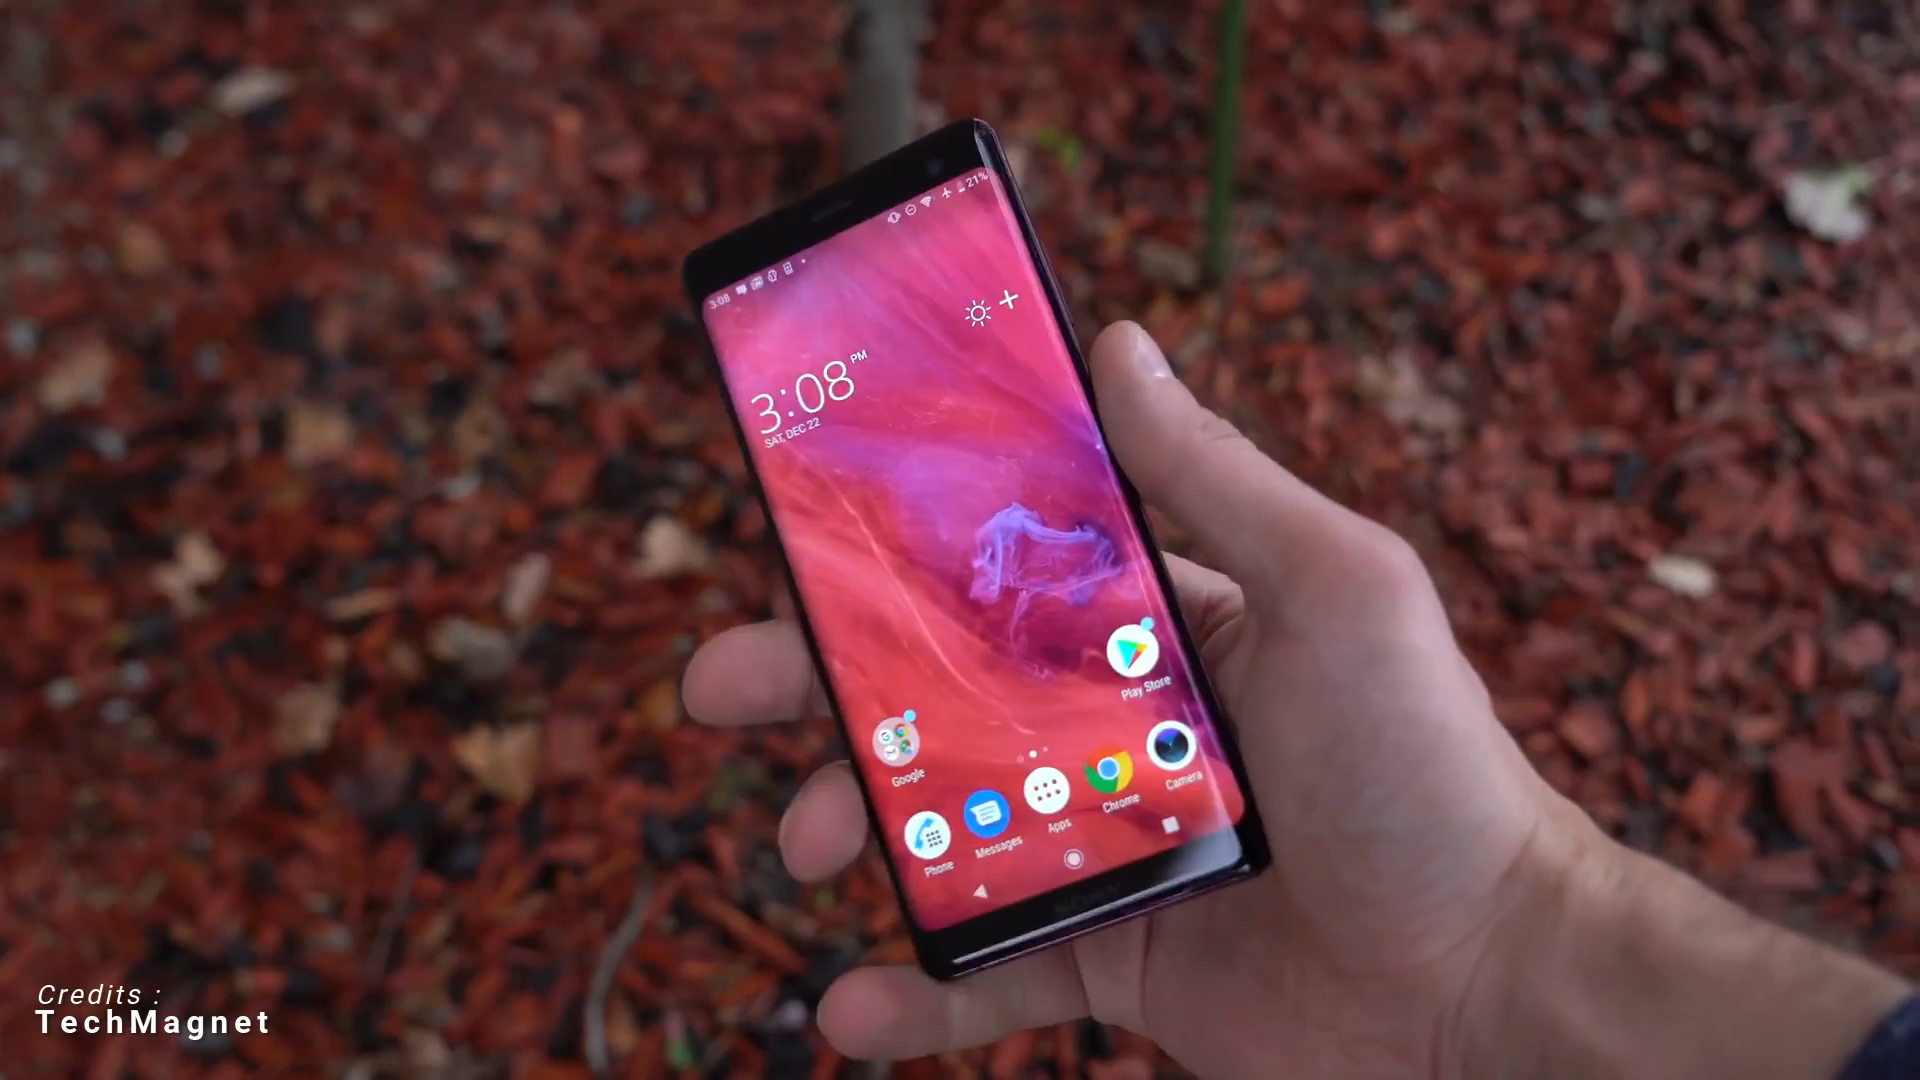 3:08
21%
3:08 PM
SAT, DEC 22
Play Store
Google
Phone
Messages
Apps
Chrome
Camera
Credits :
TechMagnet